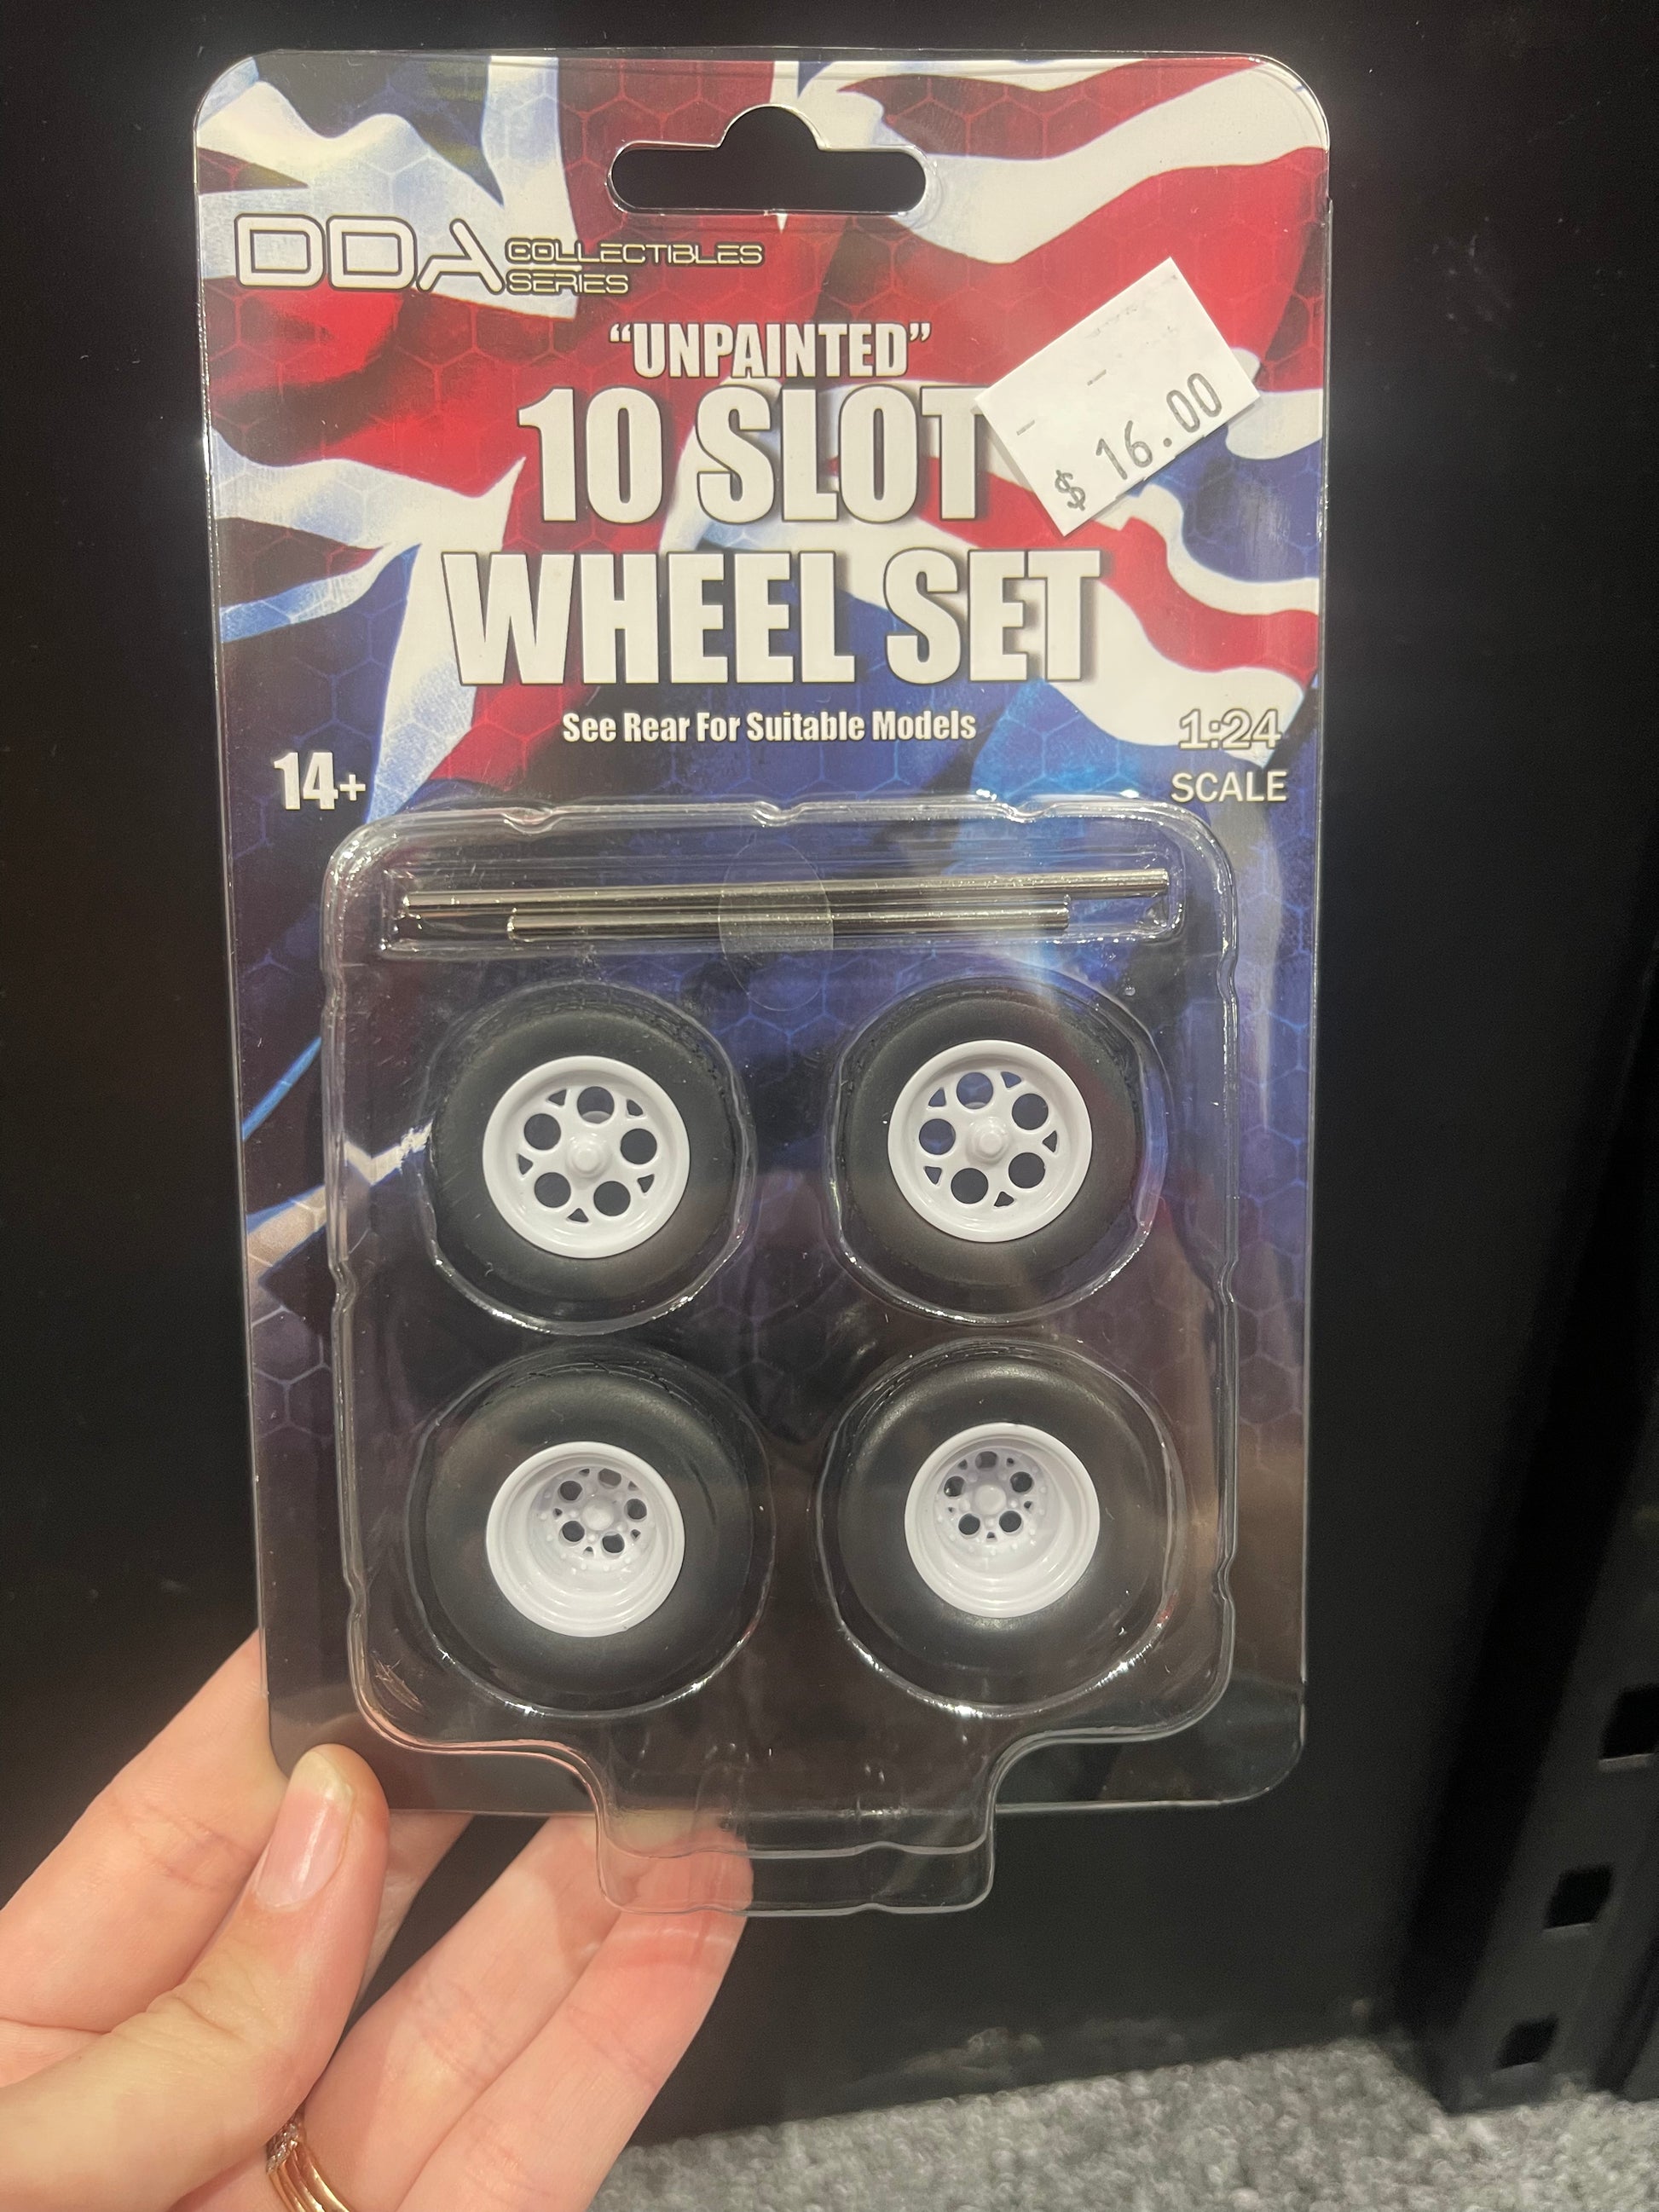 DDA COLLECTIBLES
SERIES
“UNPAINTED”
10 SLOT
$ 16.00
WHEEL SET
See Rear For Suitable Models
14+
1:24
SCALE